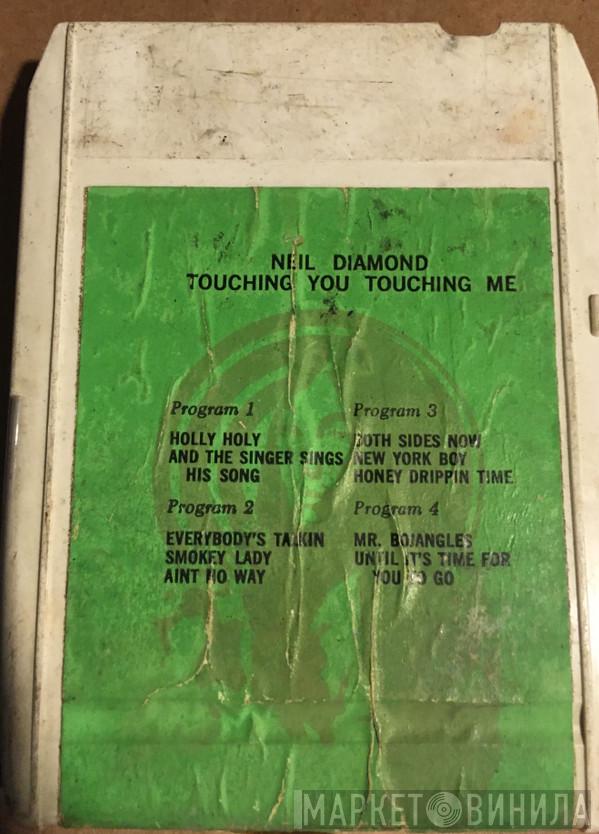 NEIL DIAMOND
TOUCHING YOU TOUCHING ME
Program 1
HOLLY HOLY
AND THE SINGER SINGS
HIS SONG
Program 2
EVERYBODY'S TALKIN
SMOKEY LADY
AINT NO WAY
Program 3
BOTH SIDES NOW
NEW YORK BOY
HONEY DRIPPIN TIME
Program 4
MR. BOJANGLES
UNTIL IT'S TIME FOR
YOU TO GO
МАРКЕТ ВИНИЛА